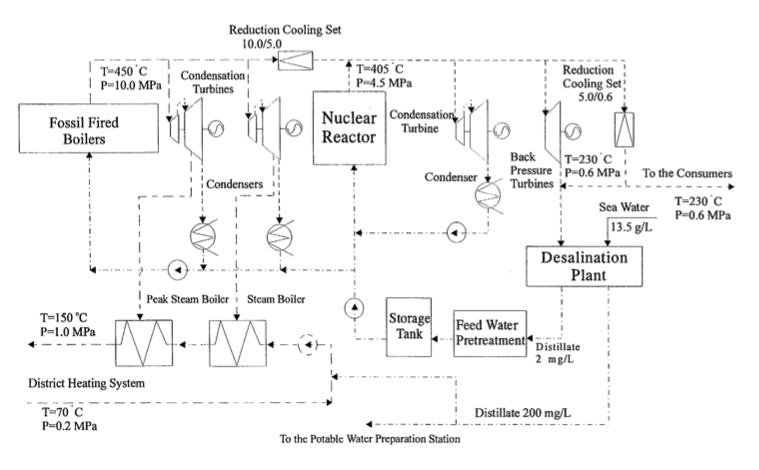 Reduction Cooling Set
10.0/5.0
T=450 °C
P=10.0 MPa
Condensation
Turbines
T=405 °C
P=4.5 MPa
Reduction
Cooling Set
5.0/0.6
Fossil Fired
Boilers
Nuclear
Reactor
Condensation
Turbine
Back
Pressure
Turbines
T=230 °C
P=0.6 MPa
To the Consumers
Condensers
Condenser
T=230 °C
P=0.6 MPa
Sea Water
13.5 g/L
Desalination
Plant
Peak Steam Boiler
Steam Boiler
T=150 °C
P=1.0 MPa
Storage
Tank
Feed Water
Pretreatment
Distillate
2 mg/L
District Heating System
T=70 °C
P=0.2 MPa
Distillate 200 mg/L
To the Potable Water Preparation Station